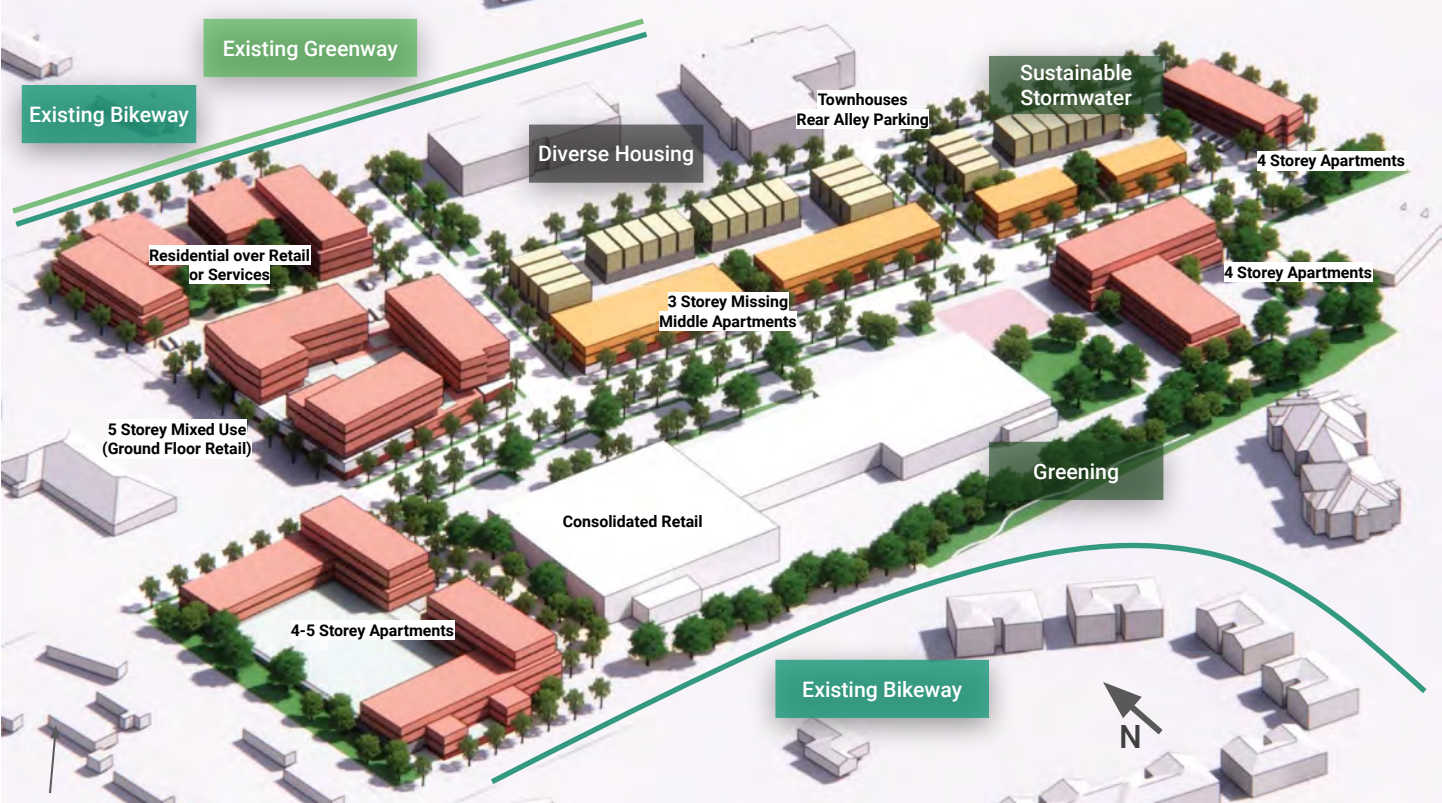 Existing Greenway
Existing Bikeway
Sustainable
Stormwater
Townhouses
Rear Alley Parking
Diverse Housing
4 Storey Apartments
Residential over Retail
or Services
4 Storey Apartments
3 Storey Missing
Middle Apartments
5 Storey Mixed Use
(Ground Floor Retail)
Greening
Consolidated Retail
4-5 Storey Apartments
Existing Bikeway
N